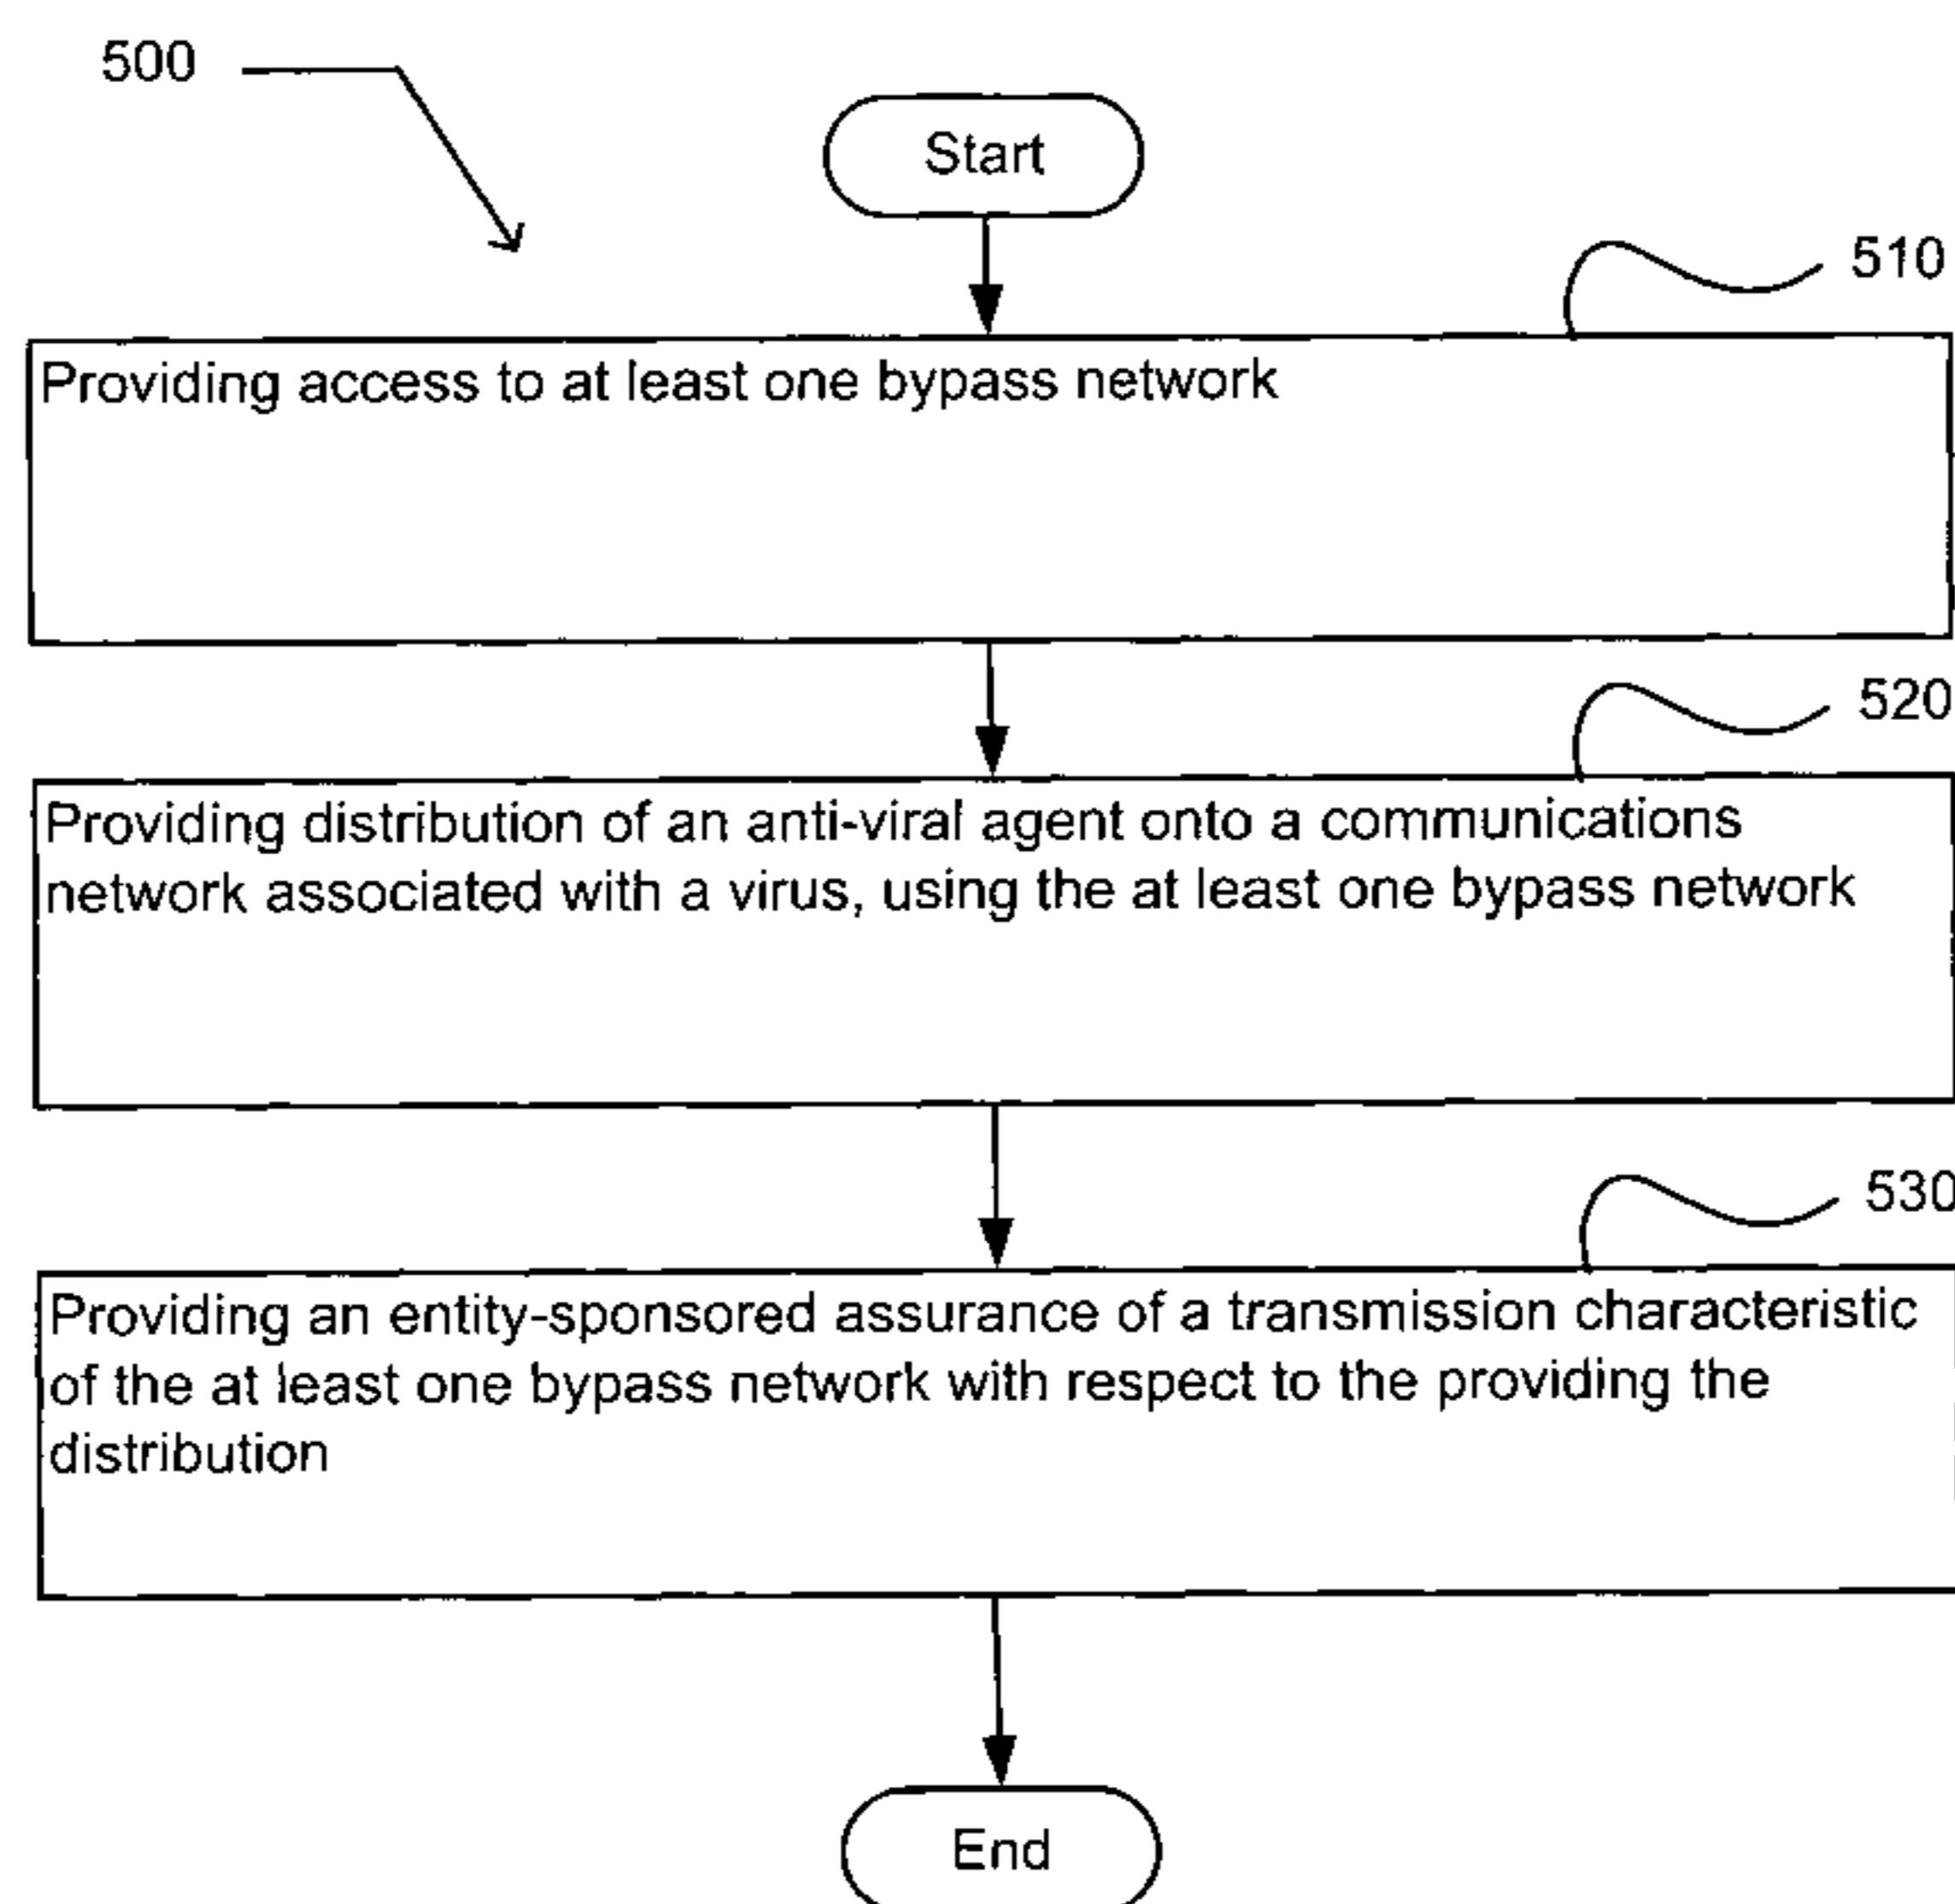 500
Start
510
Providing access to at least one bypass network
520
Providing distribution of an anti-viral agent onto a communications
network associated with a virus, using the at least one bypass network
530
Providing an entity-sponsored assurance of a transmission characteristic
of the at least one bypass network with respect to the providing the
distribution
End